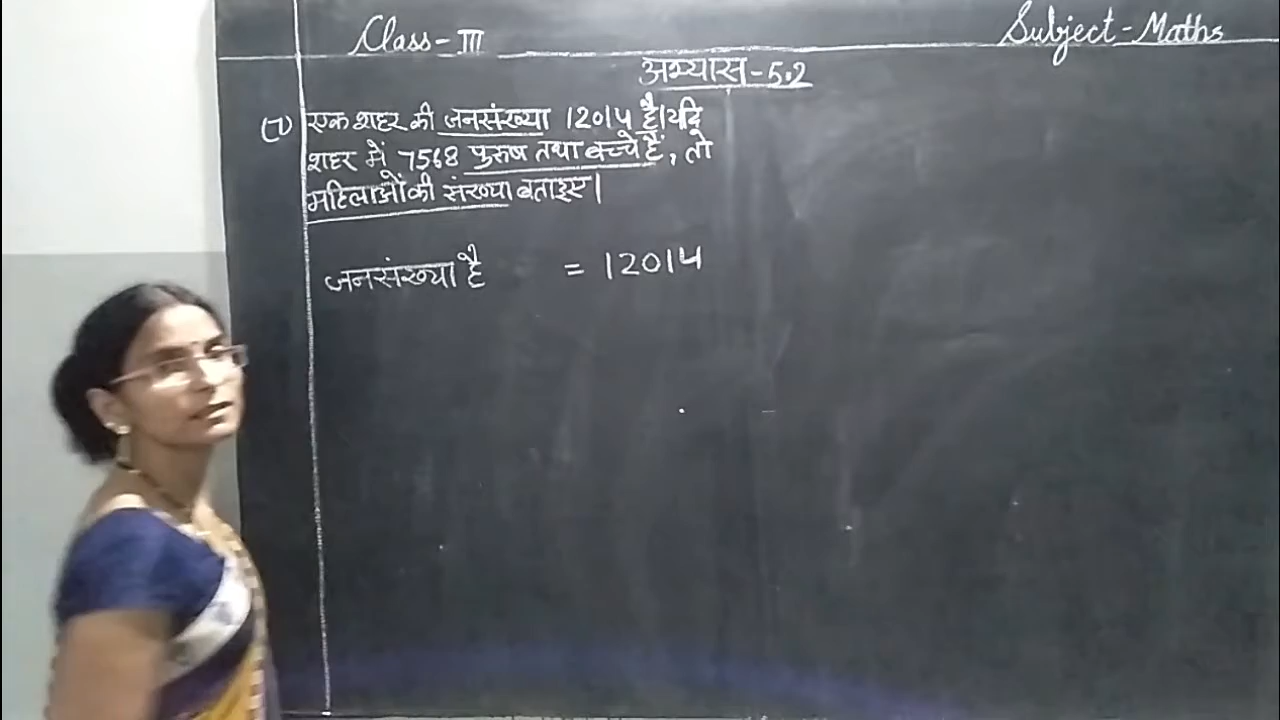 Class-III
Subject-Maths
अभ्यास-5.2
(7) एक शहर की जनसंख्या 12014 है। यदि
शहर में 7568 पुरुष तथा बच्चे हैं, तो
महिलाओं की संख्या बताइए।
जनसंख्या है = 12014